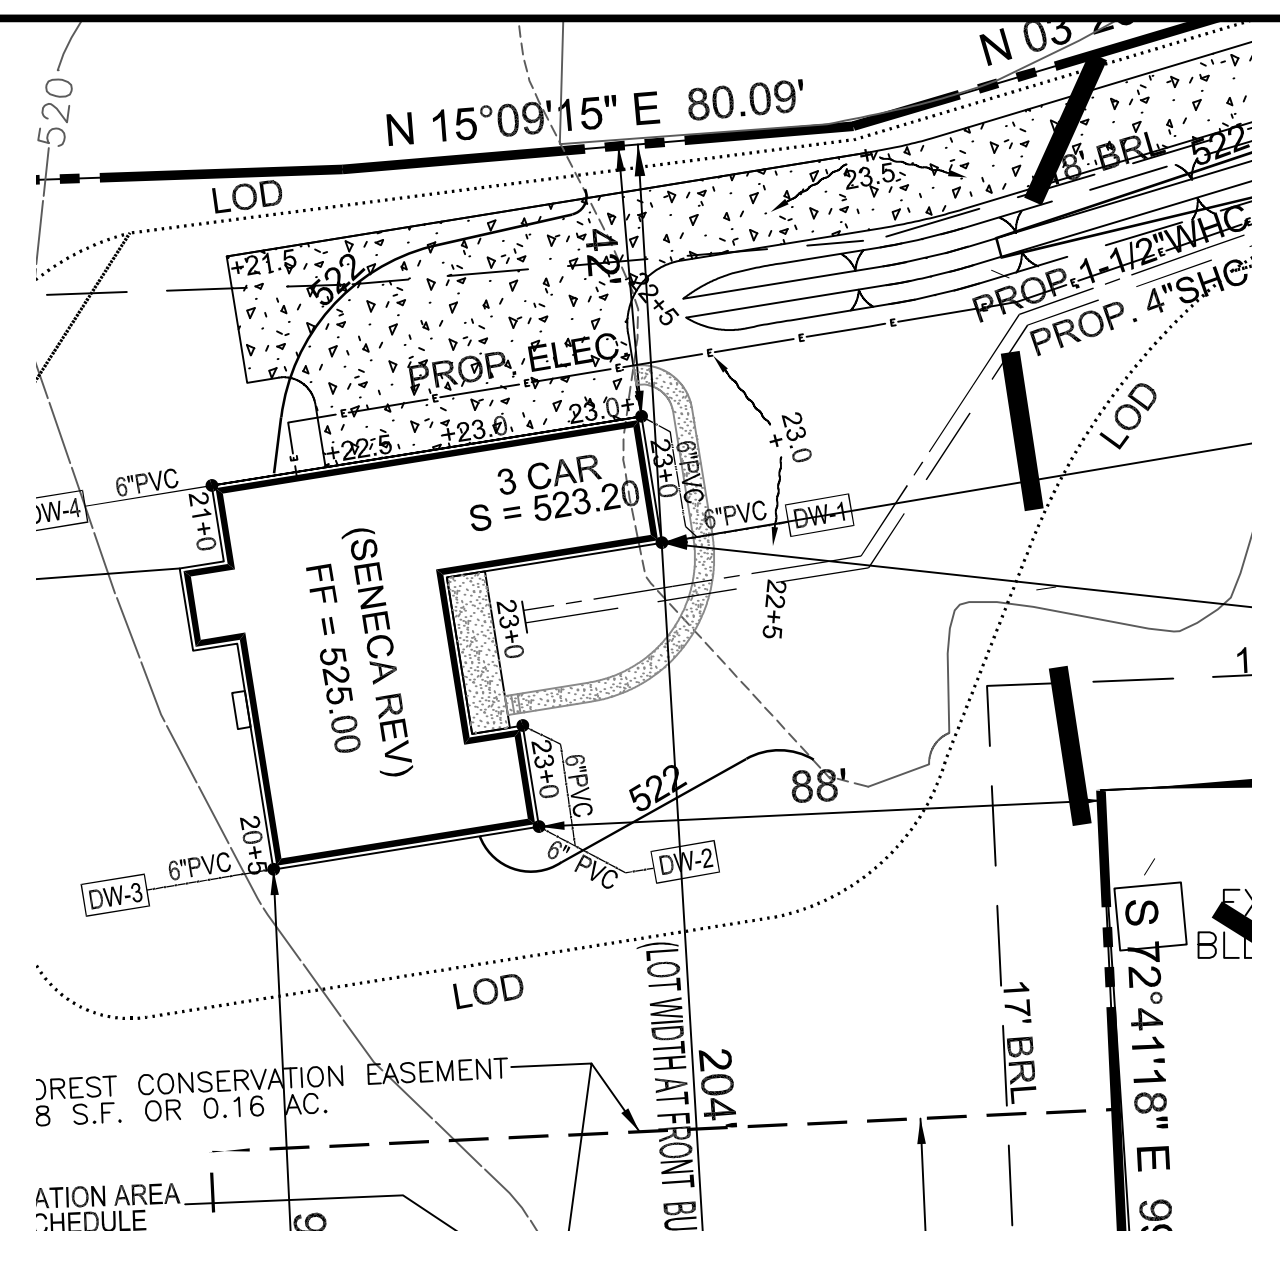 520
N 15°09'15" E 80.09'
N 03
LOD
8' BRL
522
23.5
+21.5
522
42'
22+5
PROP. 1-1/2"WHC
PROP. 4"SHC
PROP. ELEC
E
E
E
E
E
E
E
E
E
E
LOD
+22.5
+23.0
23.0+
23.0
+
6"PVC
DW-4
21+0
3 CAR
S = 523.20
23+0
6"PVC
6"PVC
DW-1
(SENECA REV)
FF = 525.00
23+0
22+5
23+0
6"PVC
522
88'
1
20+5
6"PVC
DW-3
6" PVC
DW-2
S 72°41'18" E 99
BLD
LOD
(LOT WIDTH AT FRONT BU
204'
17' BRL
OREST CONSERVATION EASEMENT
8 S.F. OR 0.16 AC.
ATION AREA
CHEDULE
9